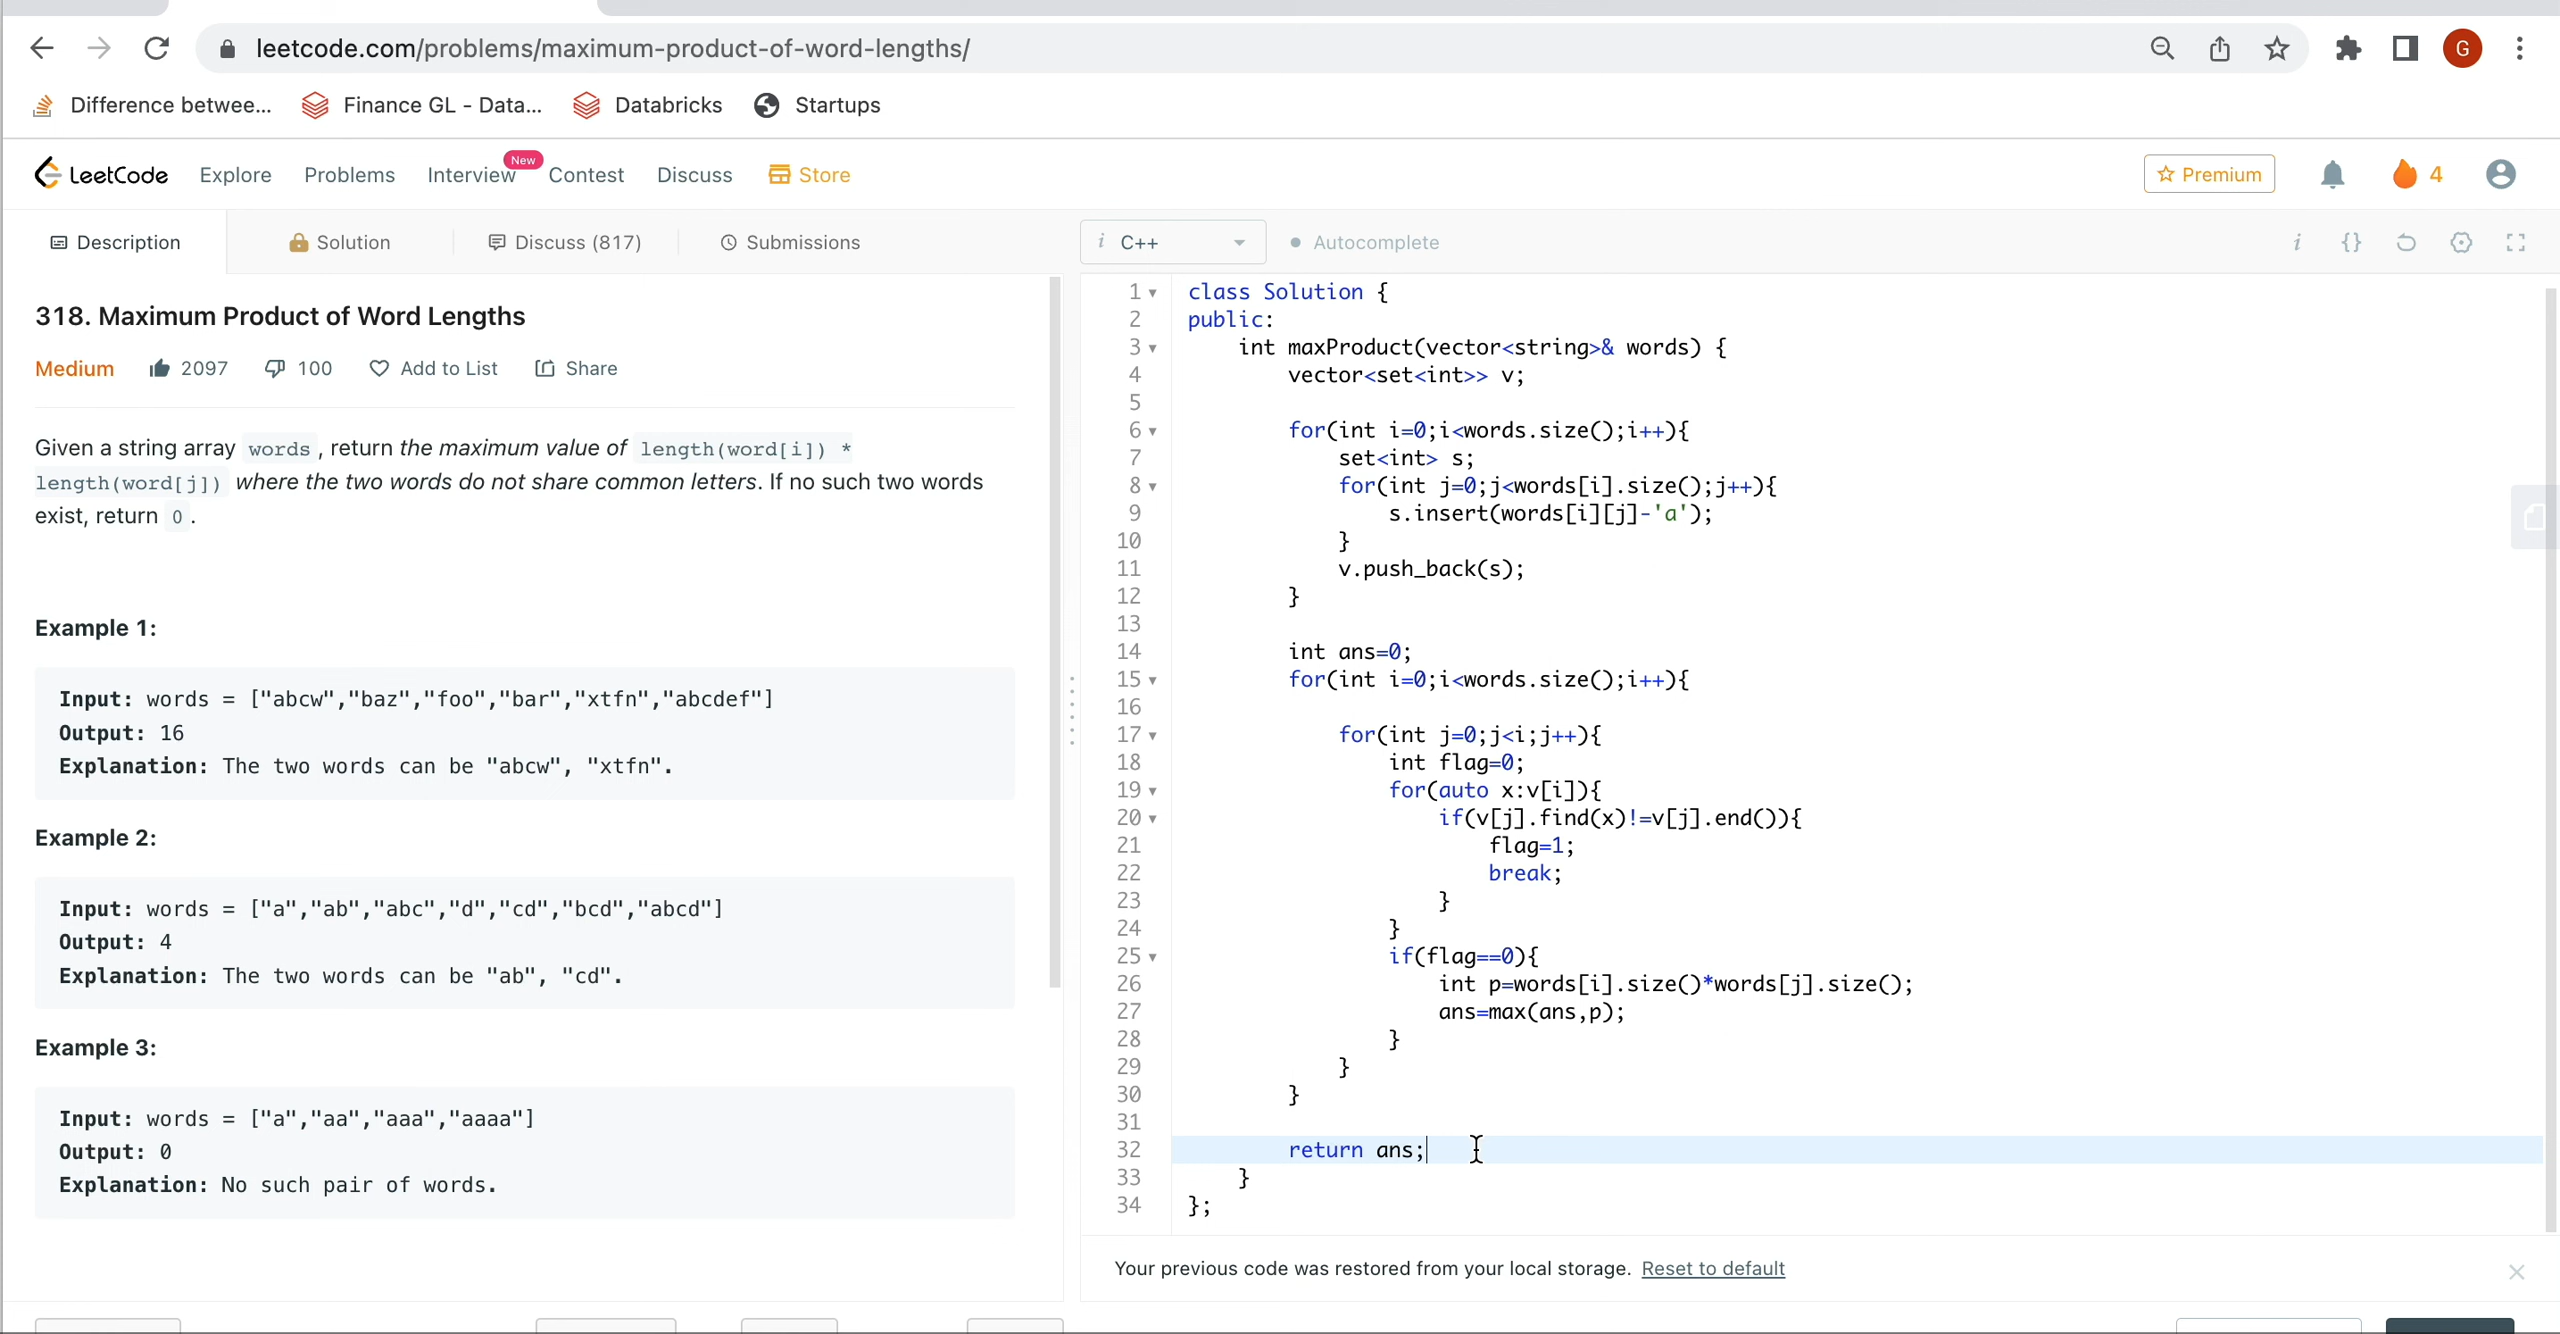 leetcode.com/problems/maximum-product-of-word-lengths/
G
Difference betwee... Finance GL - Data... Databricks Startups
LeetCode Explore Problems Interview New Contest Discuss Store
Premium 4
Description Solution Discuss (817) Submissions
i C++ Autocomplete i {}
318. Maximum Product of Word Lengths
Medium 2097 100 Add to List Share
Given a string array words , return the maximum value of length(word[i]) *
length(word[j]) where the two words do not share common letters. If no such two words
exist, return 0 .
Example 1:
Input: words = ["abcw","baz","foo","bar","xtfn","abcdef"]
Output: 16
Explanation: The two words can be "abcw", "xtfn".
Example 2:
Input: words = ["a","ab","abc","d","cd","bcd","abcd"]
Output: 4
Explanation: The two words can be "ab", "cd".
Example 3:
Input: words = ["a","aa","aaa","aaaa"]
Output: 0
Explanation: No such pair of words.
1 class Solution {
2 public:
3     int maxProduct(vector<string>& words) {
4         vector<set<int>> v;
5
6         for(int i=0;i<words.size();i++){
7             set<int> s;
8             for(int j=0;j<words[i].size();j++){
9                 s.insert(words[i][j]-'a');
10             }
11             v.push_back(s);
12         }
13
14         int ans=0;
15         for(int i=0;i<words.size();i++){
16
17             for(int j=0;j<i;j++){
18                 int flag=0;
19                 for(auto x:v[i]){
20                     if(v[j].find(x)!=v[j].end()){
21                         flag=1;
22                         break;
23                     }
24                 }
25                 if(flag==0){
26                     int p=words[i].size()*words[j].size();
27                     ans=max(ans,p);
28                 }
29             }
30         }
31
32         return ans;
33     }
34 };
Your previous code was restored from your local storage. Reset to default